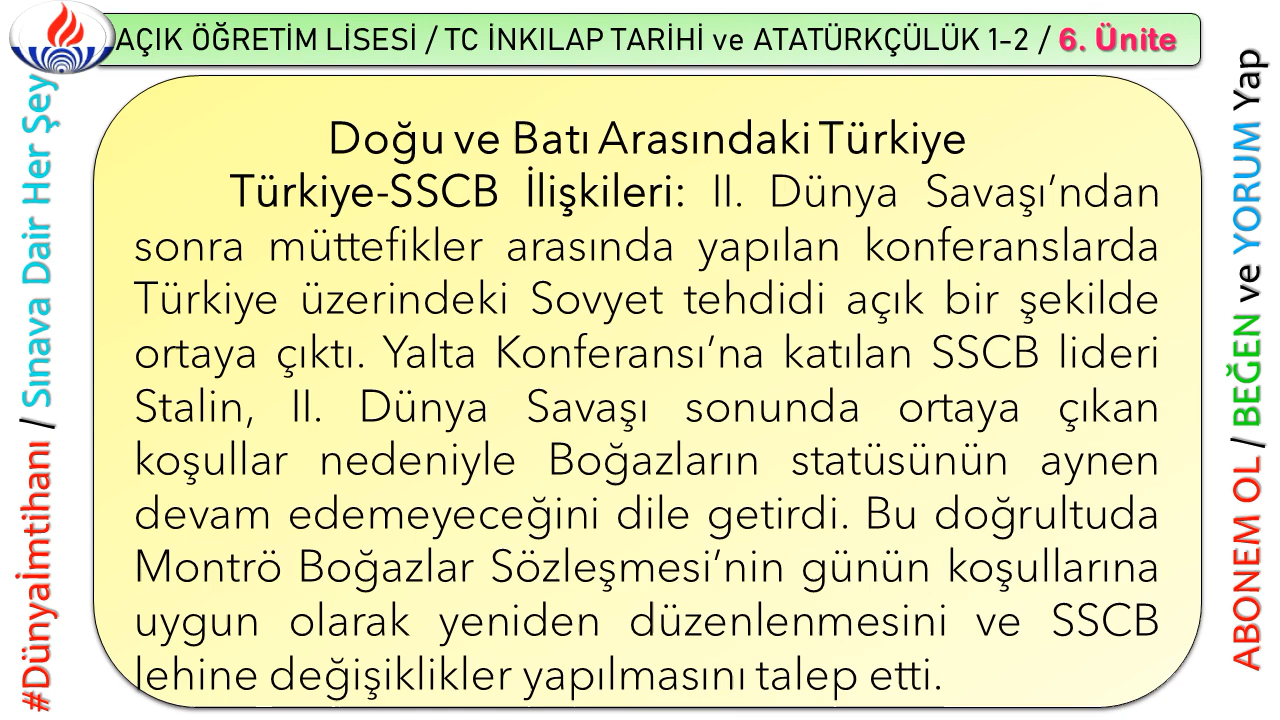 AÇIK ÖĞRETİM LİSESİ / TC İNKILAP TARİHİ ve ATATÜRKÇÜLÜK 1-2 / 6. Ünite
#Dünyaİmtihanı / Sınava Dair Her Şey
Doğu ve Batı Arasındaki Türkiye
Türkiye-SSCB İlişkileri: II. Dünya Savaşı’ndan
sonra müttefikler arasında yapılan konferanslarda
Türkiye üzerindeki Sovyet tehdidi açık bir şekilde
ortaya çıktı. Yalta Konferansı’na katılan SSCB lideri
Stalin, II. Dünya Savaşı sonunda ortaya çıkan
koşullar nedeniyle Boğazların statüsünün aynen
devam edemeyeceğini dile getirdi. Bu doğrultuda
Montrö Boğazlar Sözleşmesi’nin günün koşullarına
uygun olarak yeniden düzenlenmesini ve SSCB
lehine değişiklikler yapılmasını talep etti.
ABONEM OL / BEĞEN ve YORUM Yap